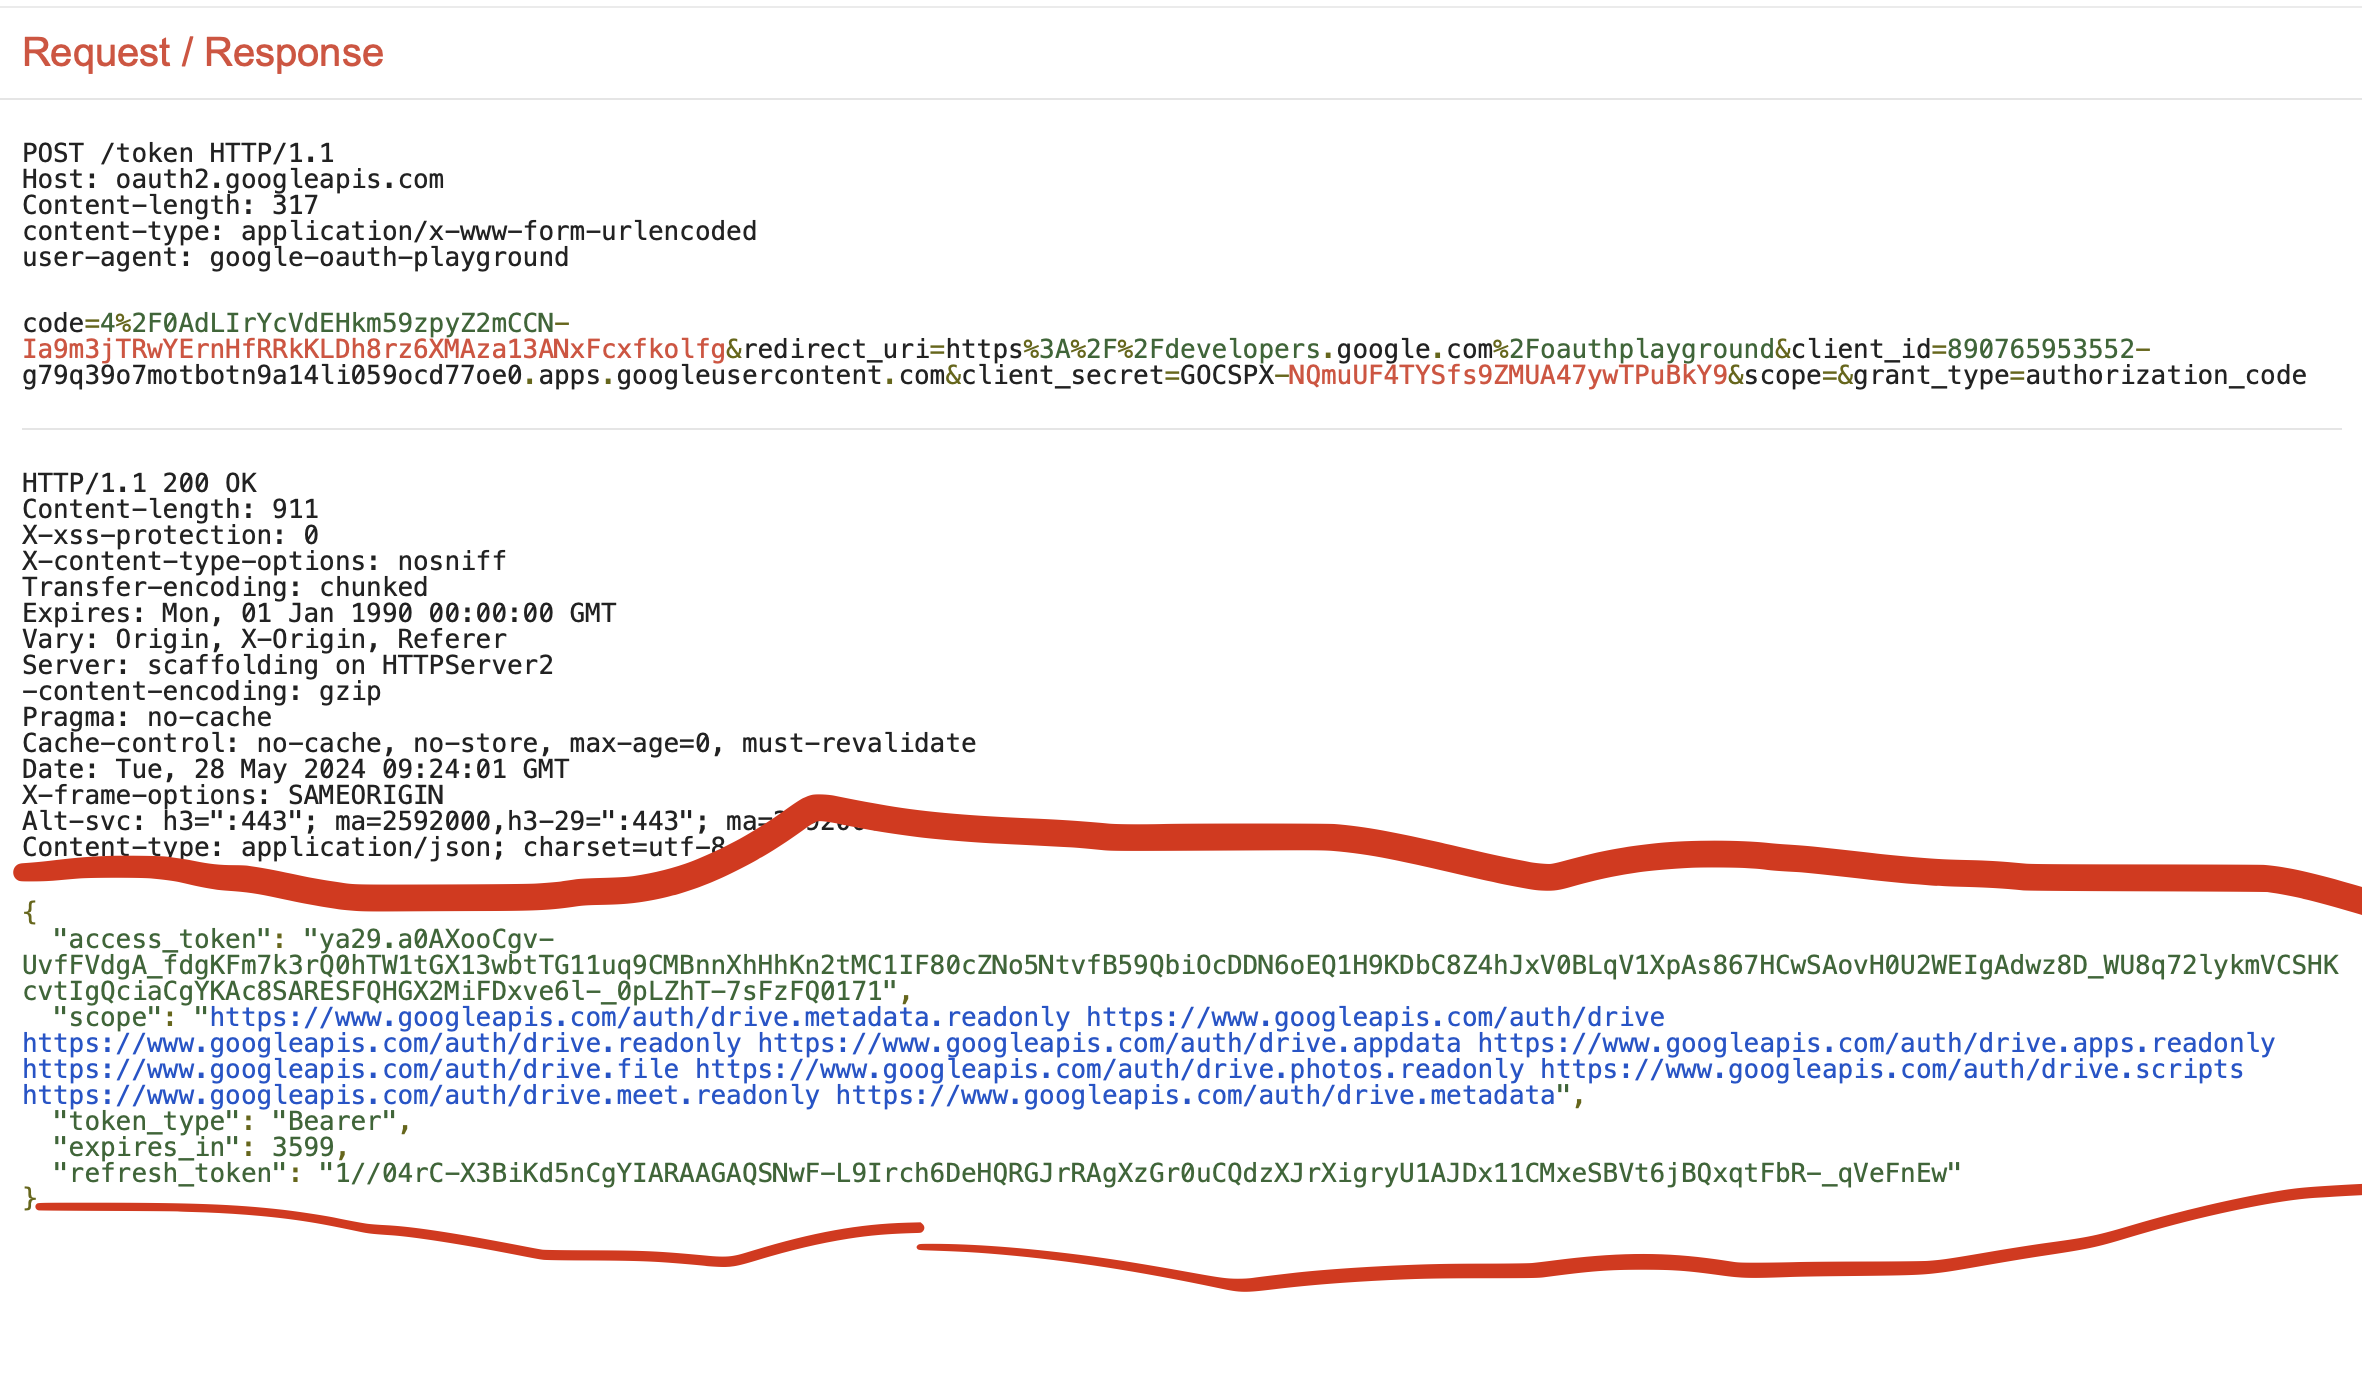 Request / Response
POST /token HTTP/1.1
Host: oauth2.googleapis.com
Content-length: 317
content-type: application/x-www-form-urlencoded
user-agent: google-oauth-playground
code=4%2F0AdLIrYcVdEHkm59zpyZ2mCCN-
Ia9m3jTRwYErnHfRRkKLDh8rz6XMAza13ANxFcxfkolfg&redirect_uri=https%3A%2F%2Fdevelopers.google.com%2Foauthplayground&client_id=890765953552-
g79q39o7motbotn9a14li059ocd77oe0.apps.googleusercontent.com&client_secret=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&scope=&grant_type=authorization_code
HTTP/1.1 200 OK
Content-length: 911
X-xss-protection: 0
X-content-type-options: nosniff
Transfer-encoding: chunked
Expires: Mon, 01 Jan 1990 00:00:00 GMT
Vary: Origin, X-Origin, Referer
Server: scaffolding on HTTPServer2
-content-encoding: gzip
Pragma: no-cache
Cache-control: no-cache, no-store, max-age=0, must-revalidate
Date: Tue, 28 May 2024 09:24:01 GMT
X-frame-options: SAMEORIGIN
Alt-svc: h3=":443"; ma=2592000,h3-29=":443";
Content-type: application/json; charset=utf-8
{
  "access_token": "ya29.a0AXooCgv-
UvfFVdgA_fdgKFm7k3rQ0hTW1tGX13wbtTG11uq9CMBnnXhHhKn2tMC1IF80cZNo5NtvfB59QbiOcDDN6oEQ1H9KDbC8Z4hJxV0BLqV1XpAs867HCwSAovH0U2WEIgAdwz8D_WU8q72lykmVCSHK
cvtIgQciaCgYKAc8SARESFQHGX2MiFDxve6l-_0pLZhT-7sFzFQ0171",
  "scope": "https://www.googleapis.com/auth/drive.metadata.readonly https://www.googleapis.com/auth/drive
https://www.googleapis.com/auth/drive.readonly https://www.googleapis.com/auth/drive.appdata https://www.googleapis.com/auth/drive.apps.readonly
https://www.googleapis.com/auth/drive.file https://www.googleapis.com/auth/drive.photos.readonly https://www.googleapis.com/auth/drive.scripts
https://www.googleapis.com/auth/drive.meet.readonly https://www.googleapis.com/auth/drive.metadata",
  "token_type": "Bearer",
  "expires_in": 3599,
  "refresh_token": "1//04rC-X3BiKd5nCgYIARAAGAQSNwF-L9Irch6DeHQRGJrRAgXzGr0uCQdzXJrXigryU1AJDx11CMxeSBVt6jBQxqtFbR-_qVeFnEw"
}